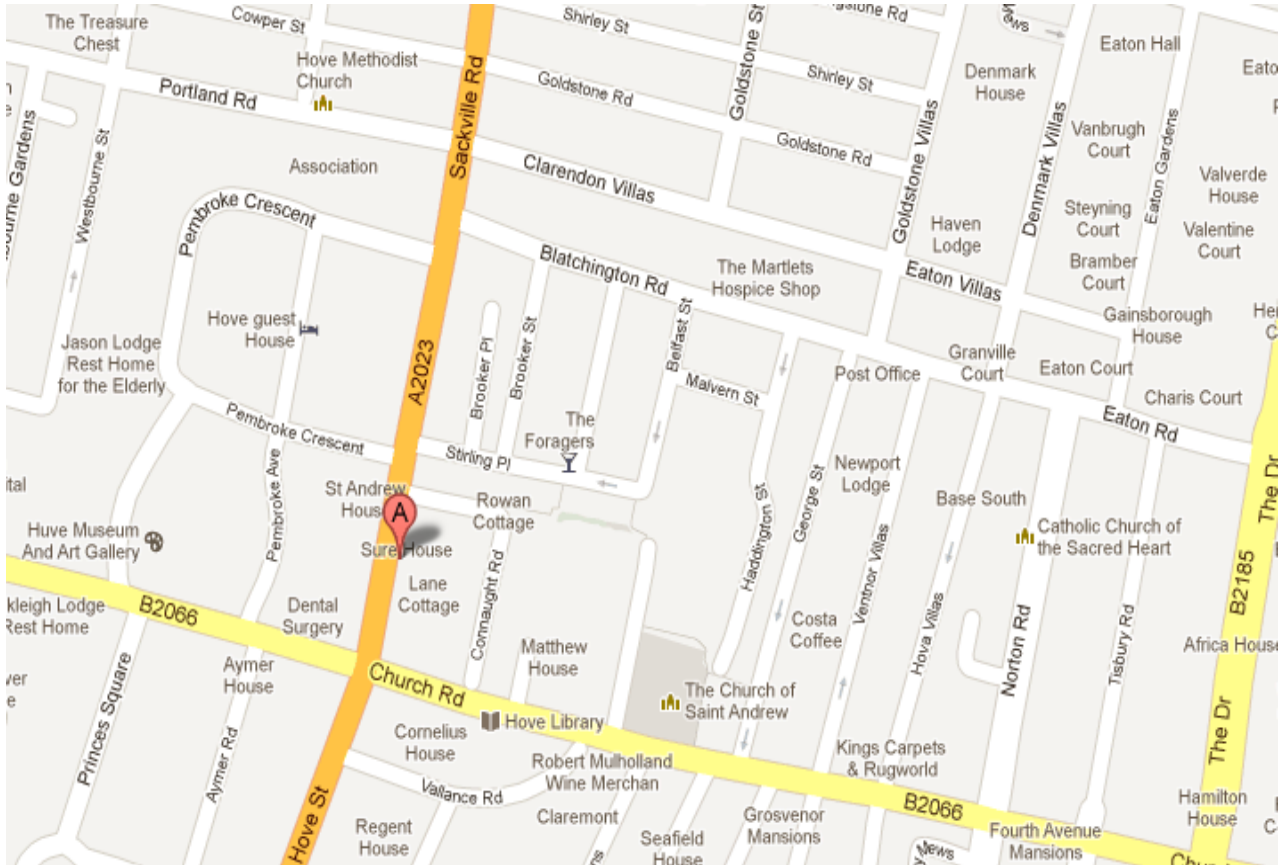 Cowper St
Shirley St
The Treasure
Chest
Goldstone St
Eaton Hall
Hove Methodist
Church
Sackville Rd
Goldstone Rd
Shirley St
Denmark
House
Portland Rd
Vanbrugh
Court
Goldstone Rd
Association
Clarendon Villas
Goldstone Villas
Denmark Villas
Eaton Gardens
Valverde
House
Westbourne St
Pembroke Crescent
Steyning
Court
Haven
Lodge
Valentine
Court
Blatchington Rd
The Martlets
Hospice Shop
Eaton Villas
Bramber
Court
Hove guest
House
Gainsborough
House
Jason Lodge
Rest Home
for the Elderly
Brooker Pl
Brooker St
Belfast St
Granville
Court
Eaton Court
Post Office
Malvern St
Charis Court
A2023
Pembroke Crescent
The
Foragers
Eaton Rd
Stirling Pl
Newport
Lodge
St Andrew
House
Rowan
Cottage
Base South
The Dr
A
Pembroke Ave
Haddington St
George St
Huve Museum
And Art Gallery
Catholic Church of
the Sacred Heart
Sure House
Lane
Cottage
Connaught Rd
Ventnor Villas
B2185
B2066
Dental
Surgery
Costa
Coffee
Hova Villas
Norton Rd
Tisbury Rd
Rest Home
Matthew
House
Africa House
Aymer
House
Princes Square
Church Rd
The Church of
Saint Andrew
Hove Library
Cornelius
House
Aymer Rd
Robert Mulholland
Wine Merchan
Kings Carpets
& Rugworld
The Dr
Vallance Rd
Claremont
B2066
Hamilton
House
Hove St
Regent
House
Grosvenor
Mansions
Seafield
House
Fourth Avenue
Mansions